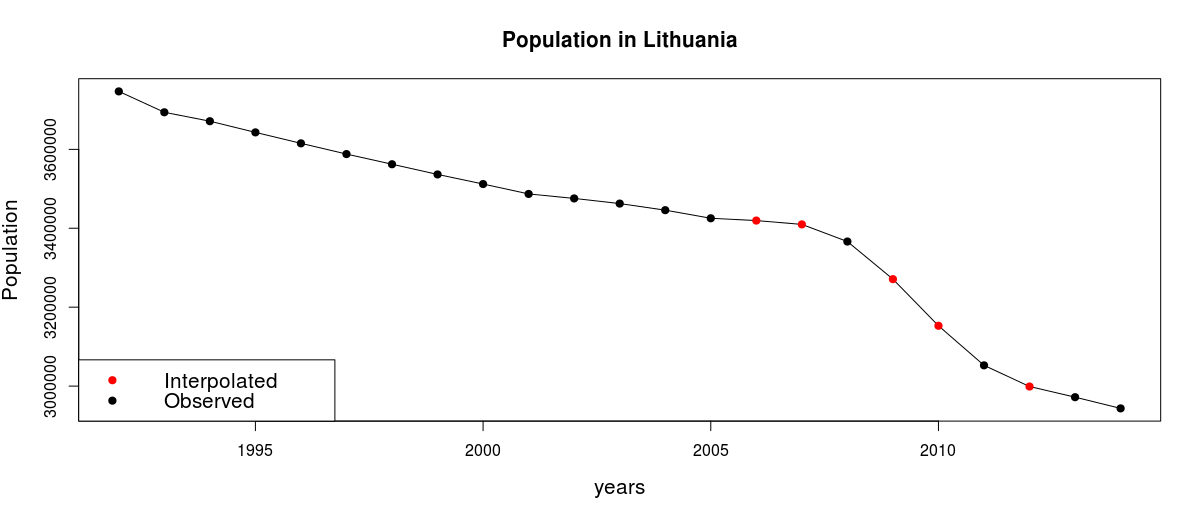 Population in Lithuania
Population
3600000
3400000
3200000
3000000
Interpolated
Observed
1995
2000
2005
2010
years